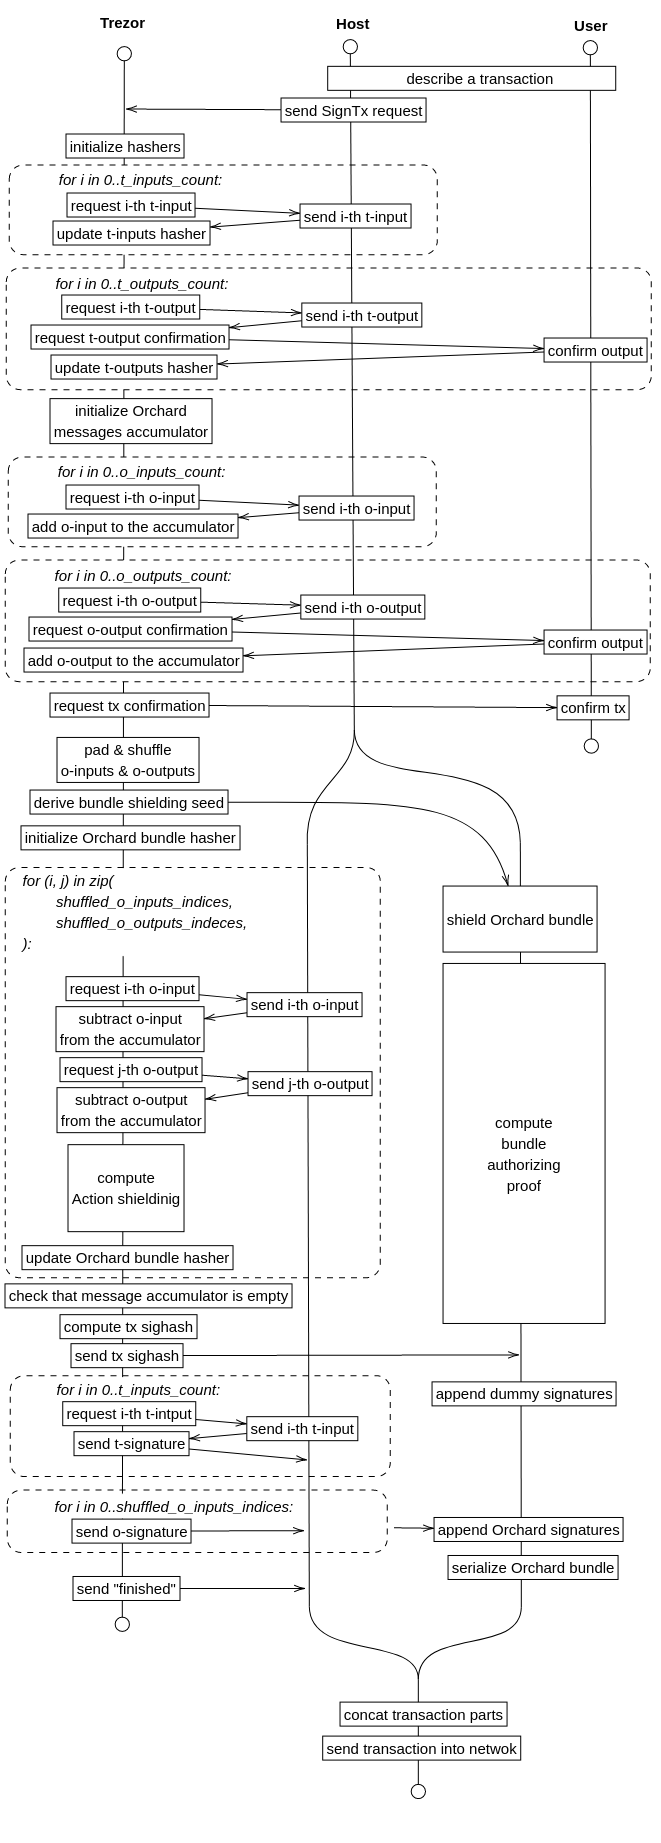 Trezor
Host
User
describe a transaction
send SignTx request
initialize hashers
for i in 0..t_inputs_count:
request i-th t-input
send i-th t-input
update t-inputs hasher
for i in 0..t_outputs_count:
request i-th t-output
send i-th t-output
request t-output confirmation
confirm output
update t-outputs hasher
initialize Orchard
messages accumulator
for i in 0..o_inputs_count:
request i-th o-input
send i-th o-input
add o-input to the accumulator
for i in 0..o_outputs_count:
request i-th o-output
send i-th o-output
request o-output confirmation
confirm output
add o-output to the accumulator
request tx confirmation
confirm tx
pad & shuffle
o-inputs & o-outputs
derive bundle shielding seed
initialize Orchard bundle hasher
for (i, j) in zip(
shuffled_o_inputs_indices,
shuffled_o_outputs_indeces,
):
shield Orchard bundle
request i-th o-input
send i-th o-input
subtract o-input
from the accumulator
request j-th o-output
send j-th o-output
subtract o-output
from the accumulator
compute
bundle
authorizing
proof
compute
Action shieldinig
update Orchard bundle hasher
check that message accumulator is empty
compute tx sighash
send tx sighash
for i in 0..t_inputs_count:
append dummy signatures
request i-th t-intput
send i-th t-input
send t-signature
for i in 0..shuffled_o_inputs_indices:
send o-signature
append Orchard signatures
serialize Orchard bundle
send "finished"
concat transaction parts
send transaction into netwok